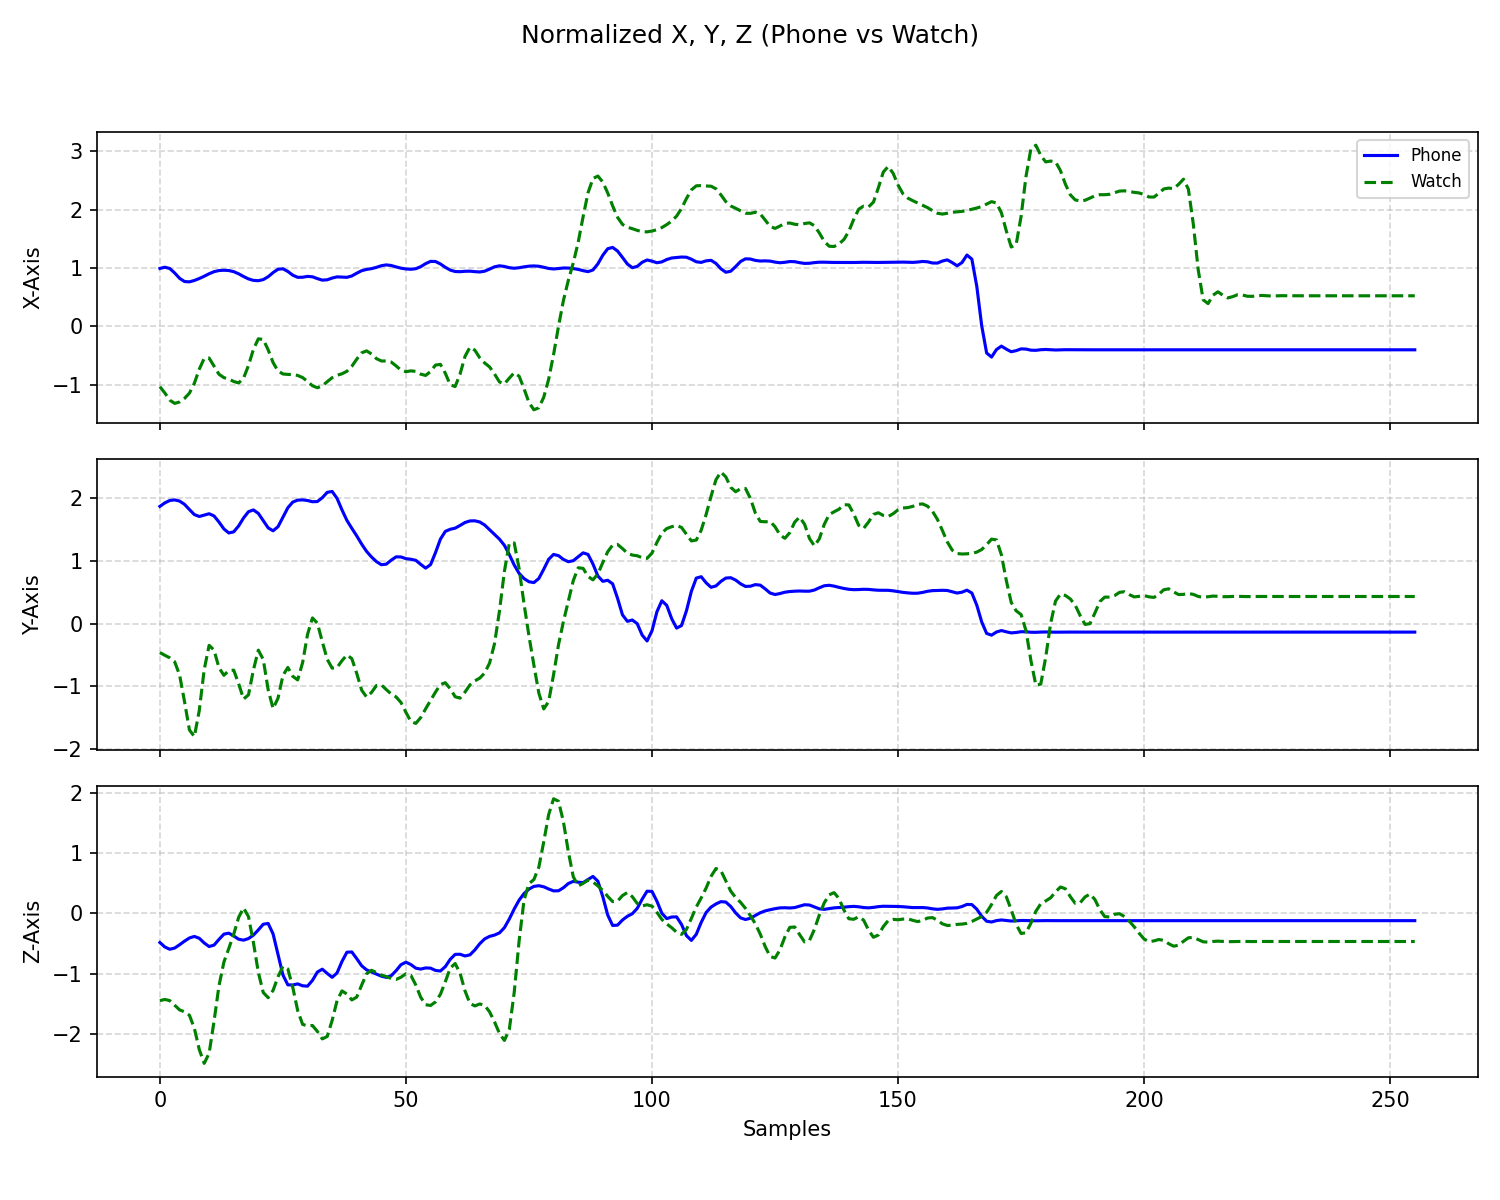 Normalized X, Y, Z (Phone vs Watch)
3
2
1
0
−1
X-Axis
Phone
Watch
2
1
0
−1
−2
Y-Axis
2
1
0
−1
−2
Z-Axis
0 50 100 150 200 250
Samples